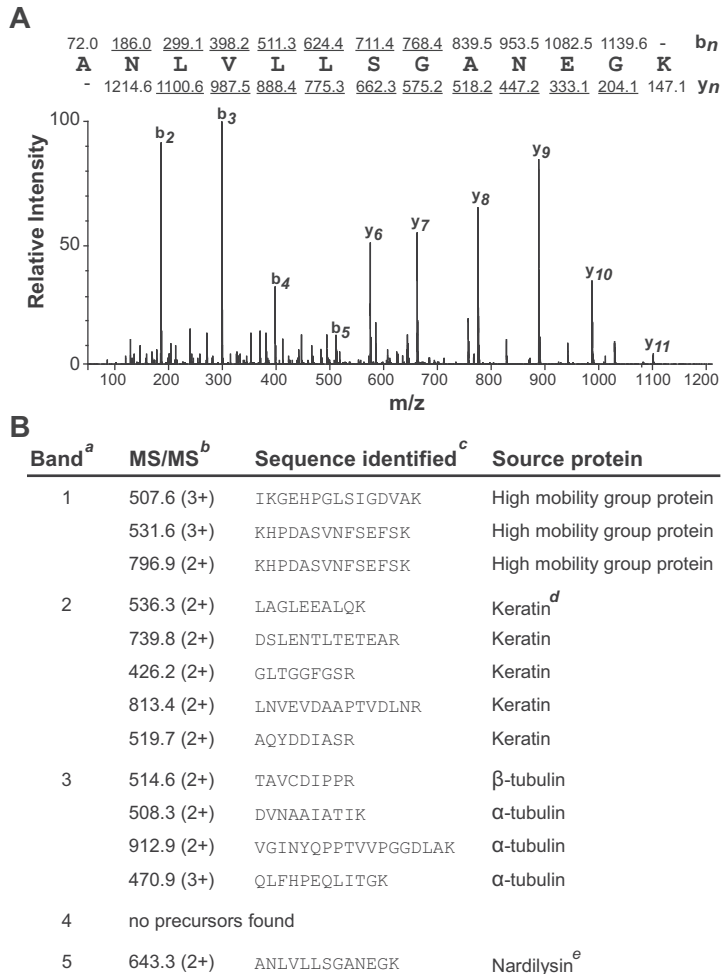 A
72.0 186.0 299.1 398.2 511.3 624.4 711.4 768.4 839.5 953.5 1082.5 1139.6 - bn
A N L V L L S G A N E G K
- 1214.6 1100.6 987.5 888.4 775.3 662.3 575.2 518.2 447.2 333.1 204.1 147.1 yn
100
50
0
Relative Intensity
b2
b3
b4
b5
y6
y7
y8
y9
y10
y11
100 200 300 400 500 600 700 800 900 1000 1100 1200
m/z
B
Band a MS/MS b Sequence identified c Source protein
1 507.6 (3+) IKGEHPGLSIGDVAK High mobility group protein
531.6 (3+) KHPDASVNFSEFSK High mobility group protein
796.9 (2+) KHPDASVNFSEFSK High mobility group protein
2 536.3 (2+) LAGLEEALQK Keratin d
739.8 (2+) DSLENTLTETEAR Keratin
426.2 (2+) GLTGGFGSR Keratin
813.4 (2+) LNVEVDAAPTVDLNR Keratin
519.7 (2+) AQYDDIASR Keratin
3 514.6 (2+) TAVCDIPPR β-tubulin
508.3 (2+) DVNAAIATIK α-tubulin
912.9 (2+) VGINYQPPTVVPGGDLAK α-tubulin
470.9 (3+) QLFHPEQLITGK α-tubulin
4 no precursors found
5 643.3 (2+) ANLVLLSGANEGK Nardilysin e